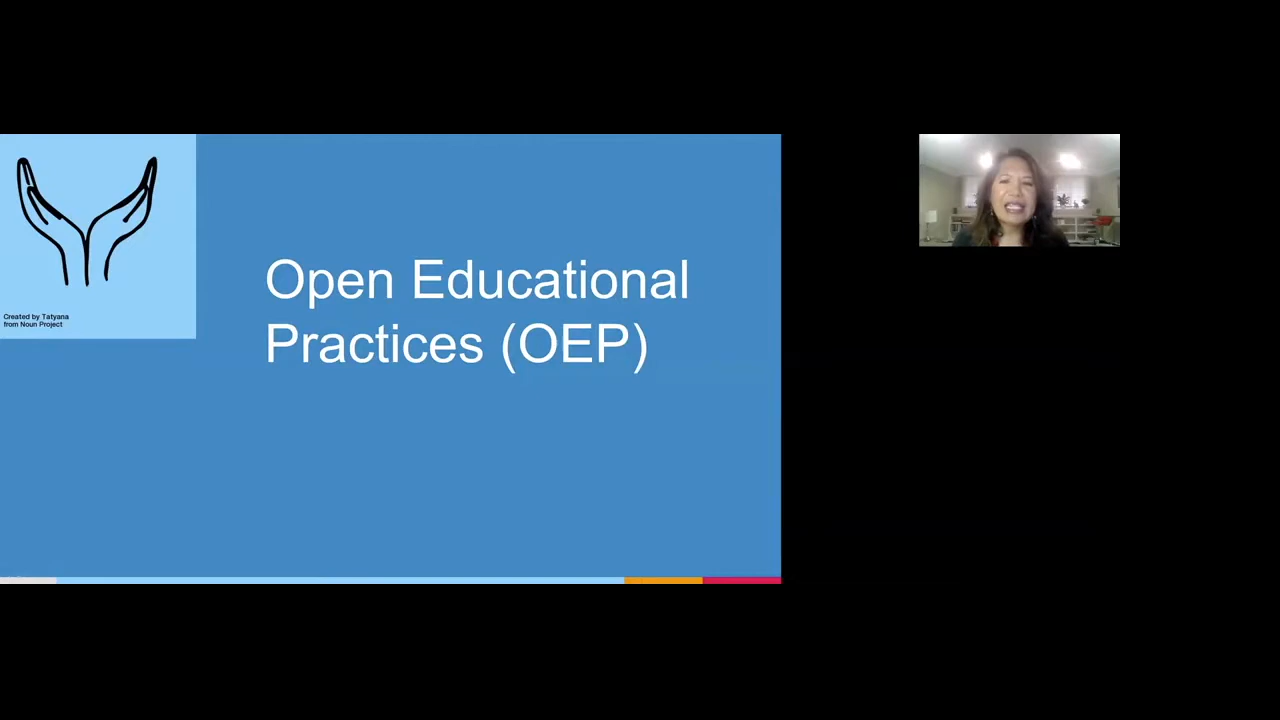 Created by Tatyana
from Noun Project
Open Educational
Practices (OEP)